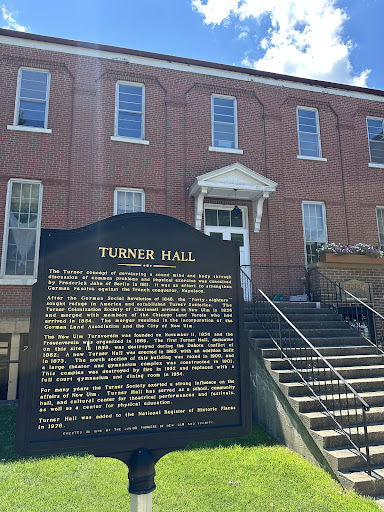 TURNER HALL
The Turner concept of developing a sound mind and body through
discussion of common problems and physical exercise was conceived
by Frederick Jahn of Berlin in 1811. It was an effort to strengthen
German resolve against the French conqueror, Napoleon.
After the German Social Revolution of 1848, the "Forty-eighters"
sought refuge in America and established Turner Societies. The
Turner Colonization Society of Cincinnati arrived in New Ulm in 1856
and merged with members of the Chicago Land Verein who had
arrived in 1854. The merger resulted in the incorporation of the
German Land Association and the City of New Ulm.
The New Ulm Turnverein was founded on November 11, 1856 and the
Frauenverein was organized in 1888. The first Turner Hall, dedicated
on this site in 1858, was destroyed during the Dakota Conflict of
1862. A new Turner Hall was erected in 1865, with an addition built
in 1873. The north section of this building was razed in 1900, and
a large theater and gymnasium complex was constructed in 1901.
This complex was destroyed by fire in 1952 and replaced with a
full court gymnasium and dining room in 1954.
For many years the Turner Society exerted a strong influence on the
affairs of New Ulm. Turner Hall has served as a school, community
hall, and cultural center for theatrical performances and festivals,
as well as a center for physical education.
Turner Hall was added to the National Register of Historic Places
in 1978.